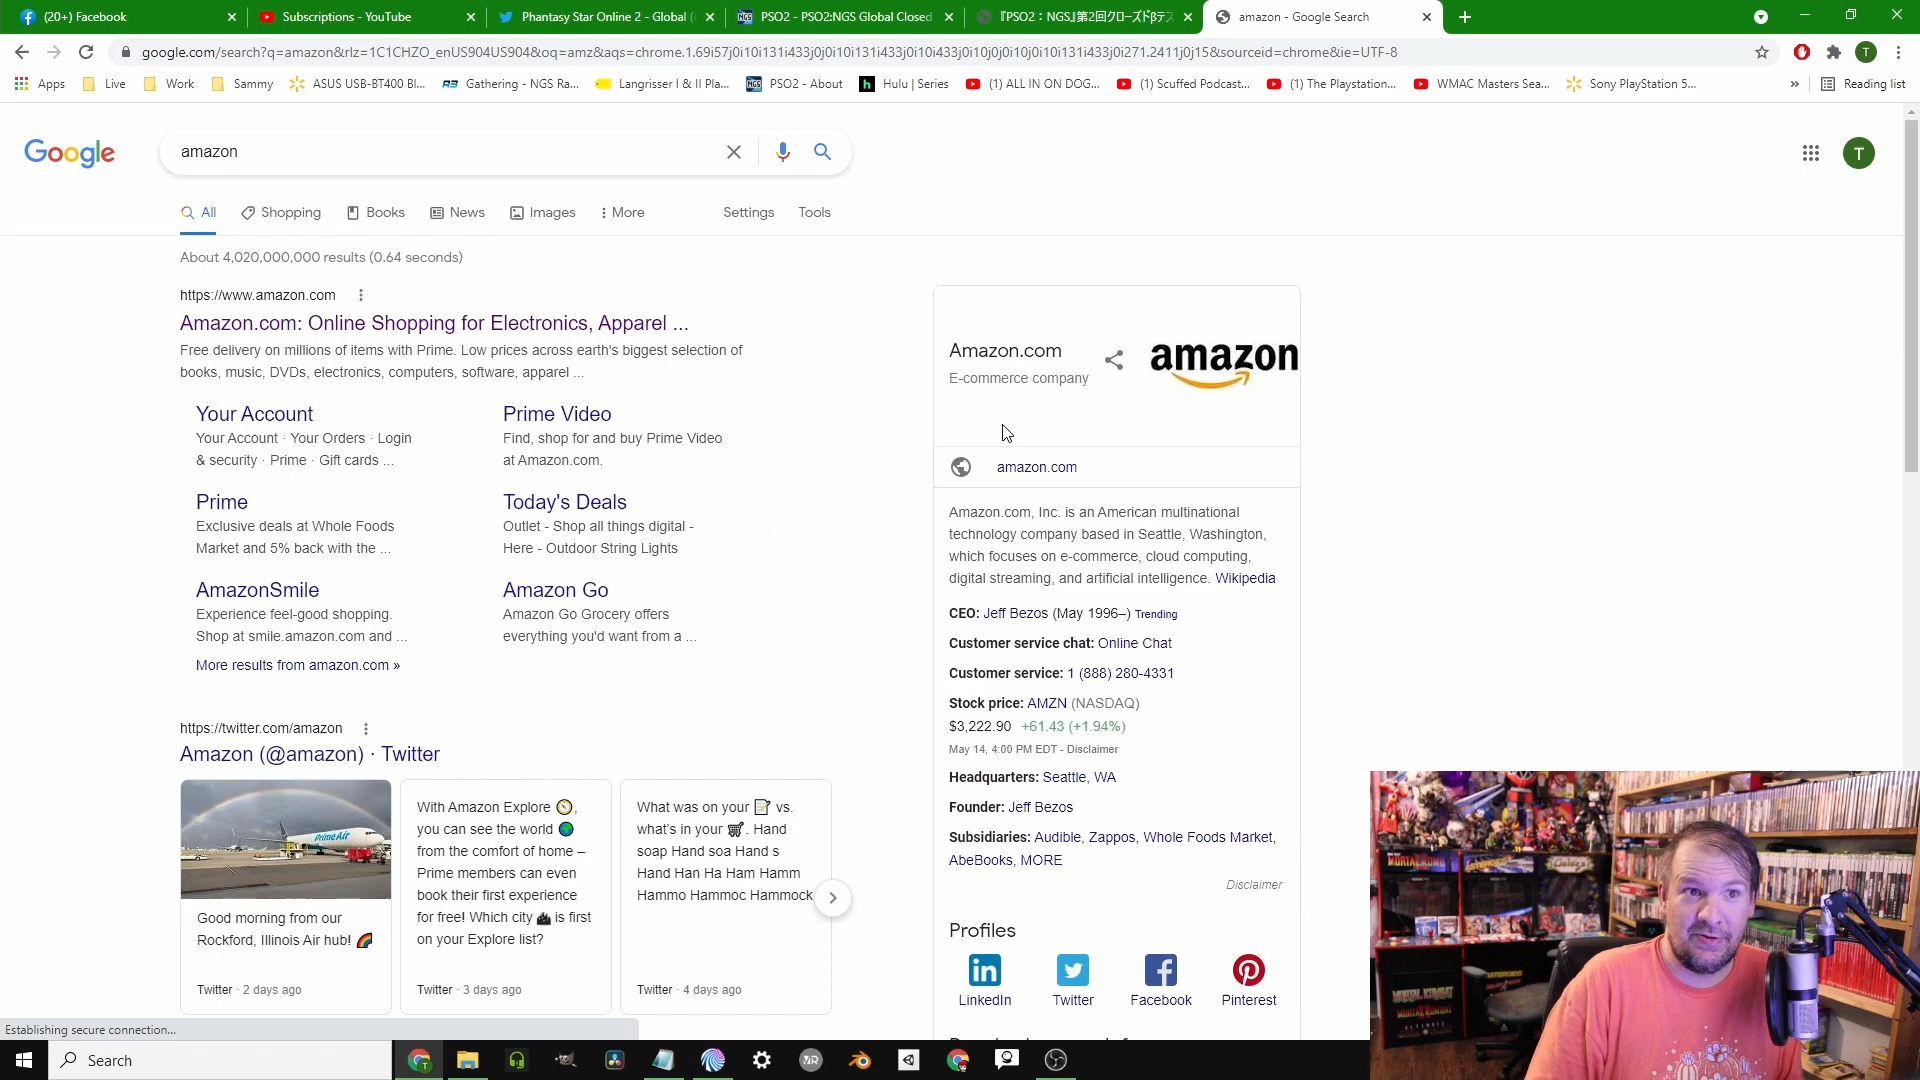 (20+) Facebook
Subscriptions - YouTube
Phantasy Star Online 2 - Global (
PSO2 - PSO2:NGS Global Closed
『PSO2：NGS』第2回クローズドβテス
amazon - Google Search
google.com/search?q=amazon&rlz=1C1CHZO_enUS904US904&oq=amz&aqs=chrome.1.69i57j0i10i131i433j0j0i10i131i433j0i10i433j0i10j0j0i10j0i10i131i433j0i271.2411j0j15&sourceid=chrome&ie=UTF-8
T
Apps
Live
Work
Sammy
ASUS USB-BT400 Bl...
Gathering - NGS Ra...
Langrisser I & II Pla...
PSO2 - About
Hulu | Series
(1) ALL IN ON DOG...
(1) Scuffed Podcast...
(1) The Playstation...
WMAC Masters Sea...
Sony PlayStation 5...
»
Reading list
Google
amazon
T
All
Shopping
Books
News
Images
More
Settings
Tools
About 4,020,000,000 results (0.64 seconds)
https://www.amazon.com
Amazon.com: Online Shopping for Electronics, Apparel ...
Free delivery on millions of items with Prime. Low prices across earth's biggest selection of
books, music, DVDs, electronics, computers, software, apparel ...
Your Account
Your Account · Your Orders · Login
& security · Prime · Gift cards ...
Prime Video
Find, shop for and buy Prime Video
at Amazon.com.
Prime
Exclusive deals at Whole Foods
Market and 5% back with the ...
Today's Deals
Outlet - Shop all things digital -
Here - Outdoor String Lights
AmazonSmile
Experience feel-good shopping.
Shop at smile.amazon.com and ...
Amazon Go
Amazon Go Grocery offers
everything you'd want from a ...
More results from amazon.com »
https://twitter.com/amazon
Amazon (@amazon) · Twitter
Prime Air
Good morning from our
Rockford, Illinois Air hub! 🌈
Twitter · 2 days ago
With Amazon Explore 🧭,
you can see the world 🌍
from the comfort of home –
Prime members can even
book their first experience
for free! Which city 🏙 is first
on your Explore list?
Twitter · 3 days ago
What was on your 📝 vs.
what's in your 🛒. Hand
soap Hand soa Hand s
Hand Han Ha Ham Hamm
Hammo Hammoc Hammock
Twitter · 4 days ago
Amazon.com
E-commerce company
amazon
amazon.com
Amazon.com, Inc. is an American multinational
technology company based in Seattle, Washington,
which focuses on e-commerce, cloud computing,
digital streaming, and artificial intelligence. Wikipedia
CEO: Jeff Bezos (May 1996–) Trending
Customer service chat: Online Chat
Customer service: 1 (888) 280-4331
Stock price: AMZN (NASDAQ)
$3,222.90 +61.43 (+1.94%)
May 14, 4:00 PM EDT - Disclaimer
Headquarters: Seattle, WA
Founder: Jeff Bezos
Subsidiaries: Audible, Zappos, Whole Foods Market,
AbeBooks, MORE
Disclaimer
Profiles
LinkedIn
Twitter
Facebook
Pinterest
MORTAL KOMBAT
ASTEROIDS
Galaga
MORTAL KOMBAT
ASTEROIDS
Establishing secure connection...
Search